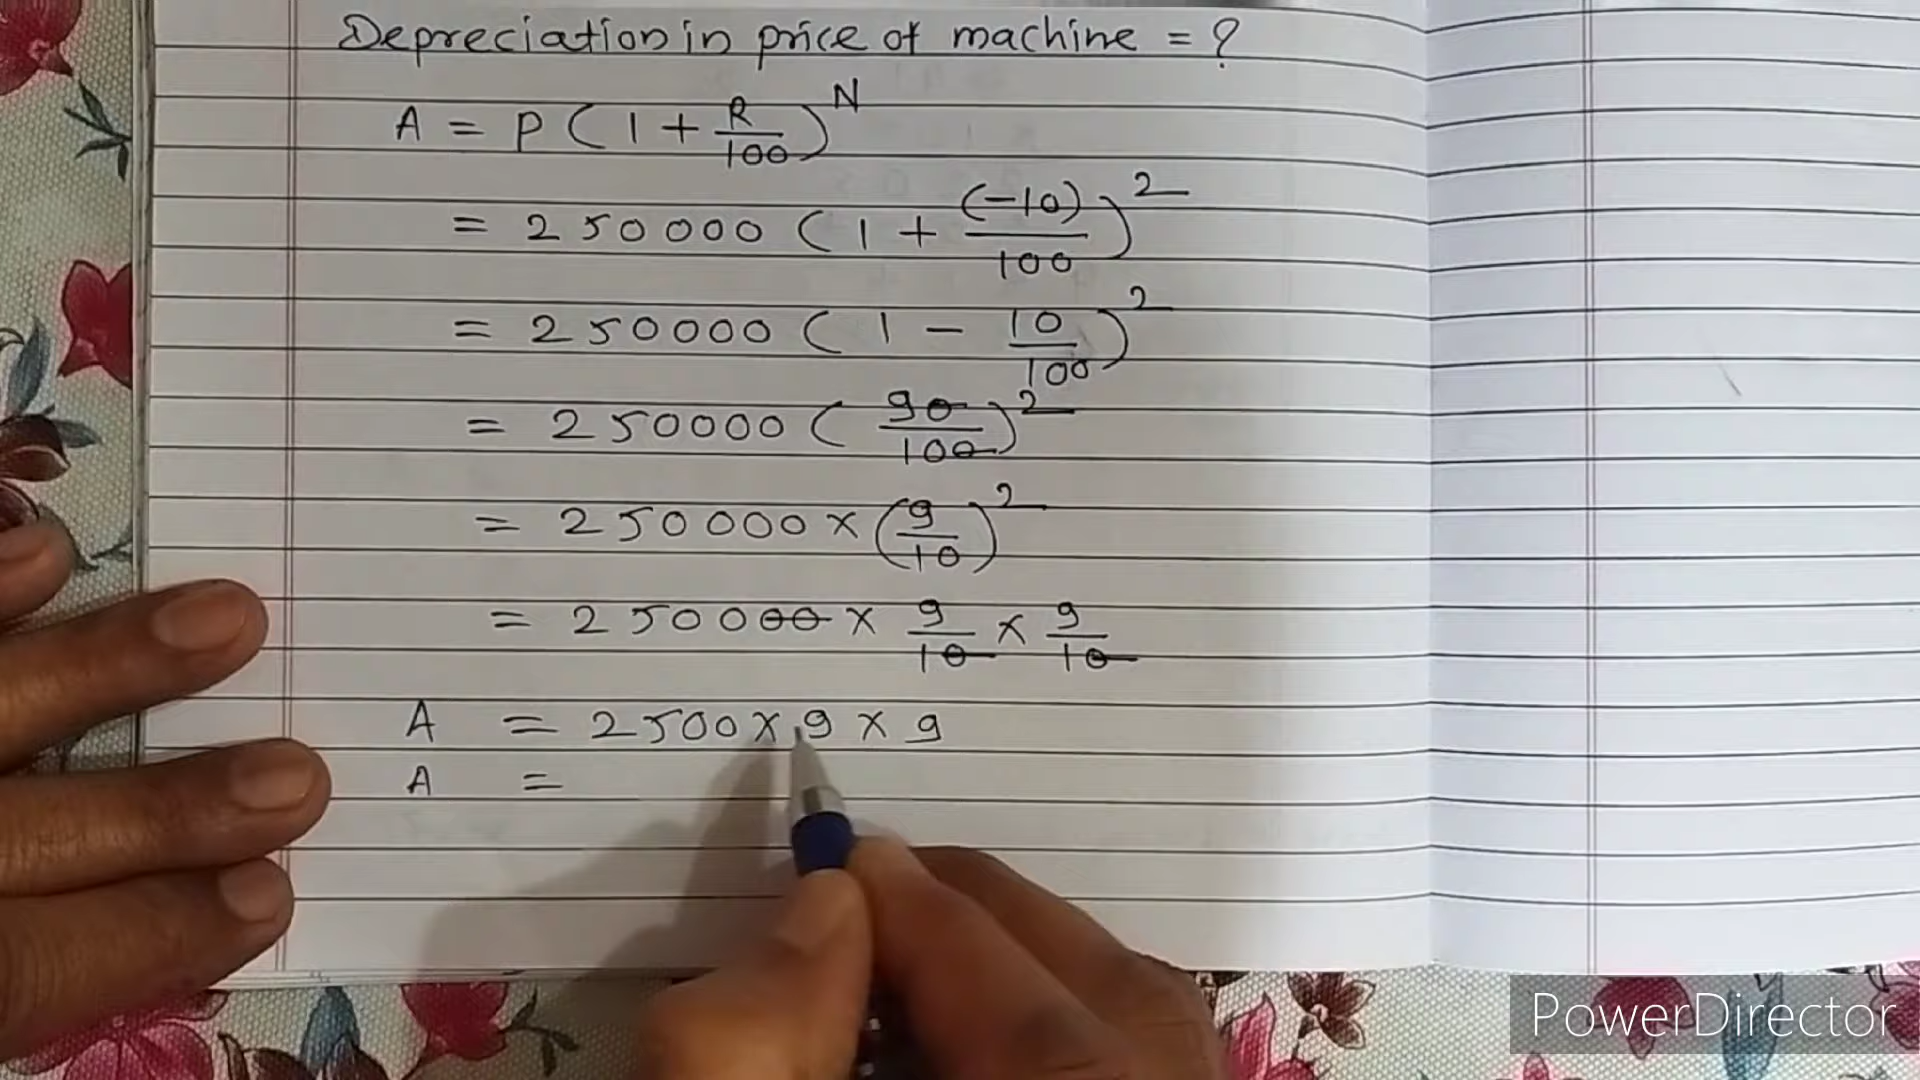 Depreciation in price of machine = ?
A = P ( 1 + R/100 )^N
= 250000 ( 1 + (-10)/100 )^2
= 250000 ( 1 - 10/100 )^2
= 250000 ( 90/100 )^2
= 250000 × ( 9/10 )^2
= 250000 × 9/10 × 9/10
A = 2500 × 9 × 9
A =
PowerDirector